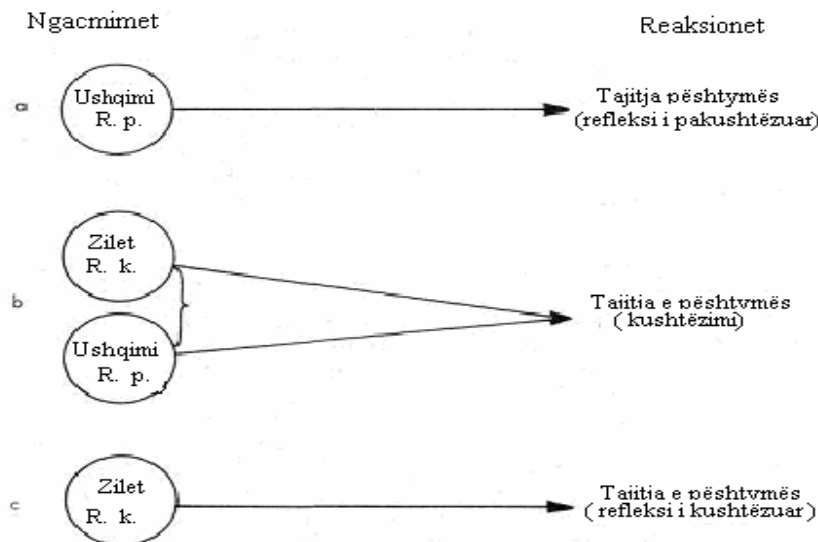 Ngacmimet
Reaksionet
a
Ushqimi
R. p.
Tajitja pështymës
(refleksi i pakushtëzuar)
b
Zilet
R. k.
Ushqimi
R. p.
Tajitja e pështymës
( kushtëzimi)
c
Zilet
R. k.
Tajitja e pështymës
( refleksi i kushtëzuar)